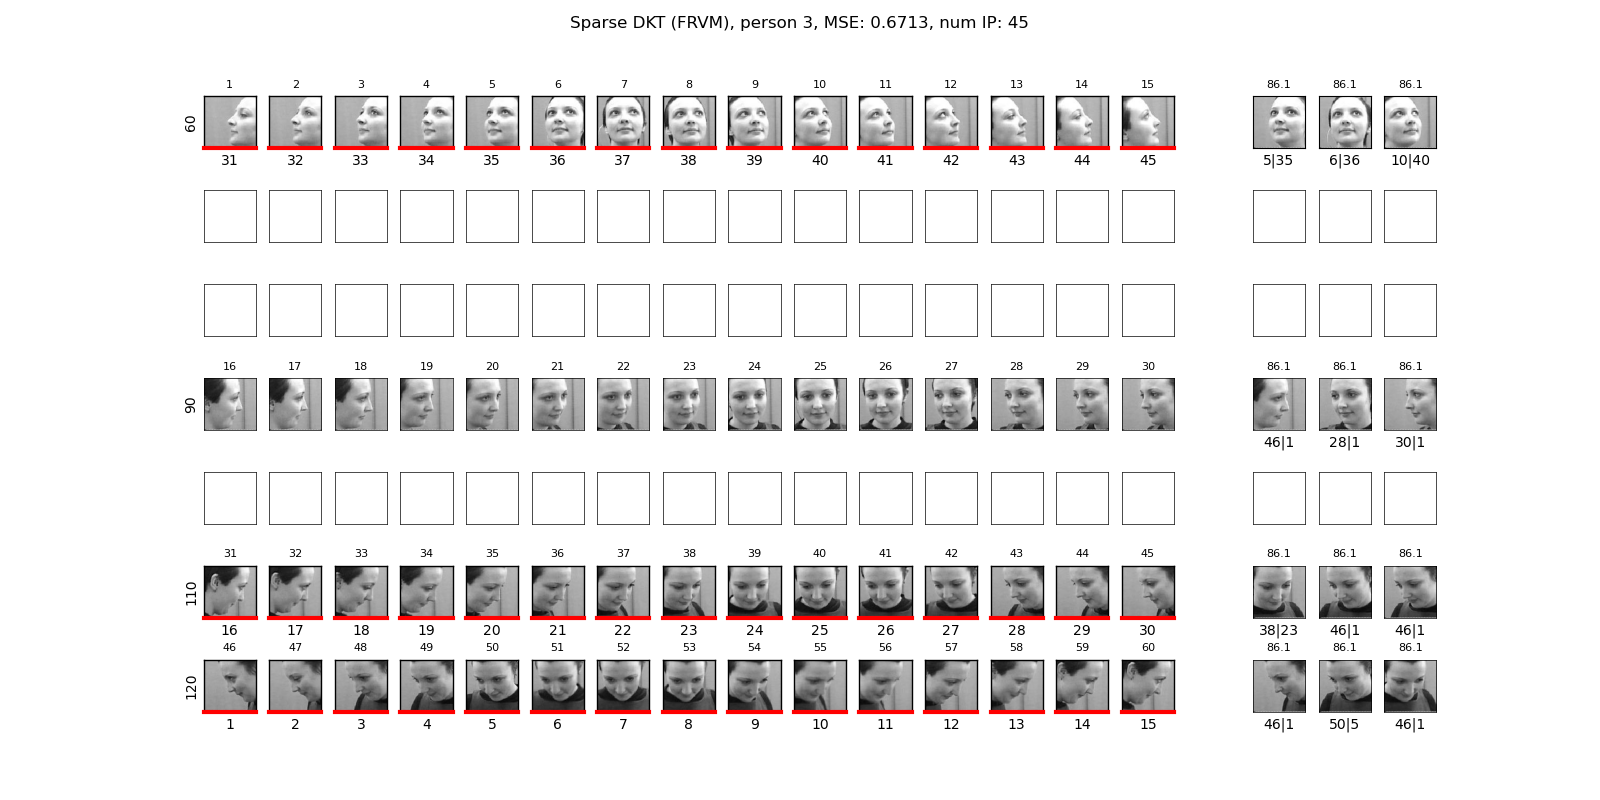 Sparse DKT (FRVM), person 3, MSE: 0.6713, num IP: 45
1 2 3 4 5 6 7 8 9 10 11 12 13 14 15 86.1 86.1 86.1
60
31 32 33 34 35 36 37 38 39 40 41 42 43 44 45 5|35 6|36 10|40
16 17 18 19 20 21 22 23 24 25 26 27 28 29 30 86.1 86.1 86.1
90
46|1 28|1 30|1
31 32 33 34 35 36 37 38 39 40 41 42 43 44 45 86.1 86.1 86.1
110
16 17 18 19 20 21 22 23 24 25 26 27 28 29 30 38|23 46|1 46|1
46 47 48 49 50 51 52 53 54 55 56 57 58 59 60 86.1 86.1 86.1
120
1 2 3 4 5 6 7 8 9 10 11 12 13 14 15 46|1 50|5 46|1